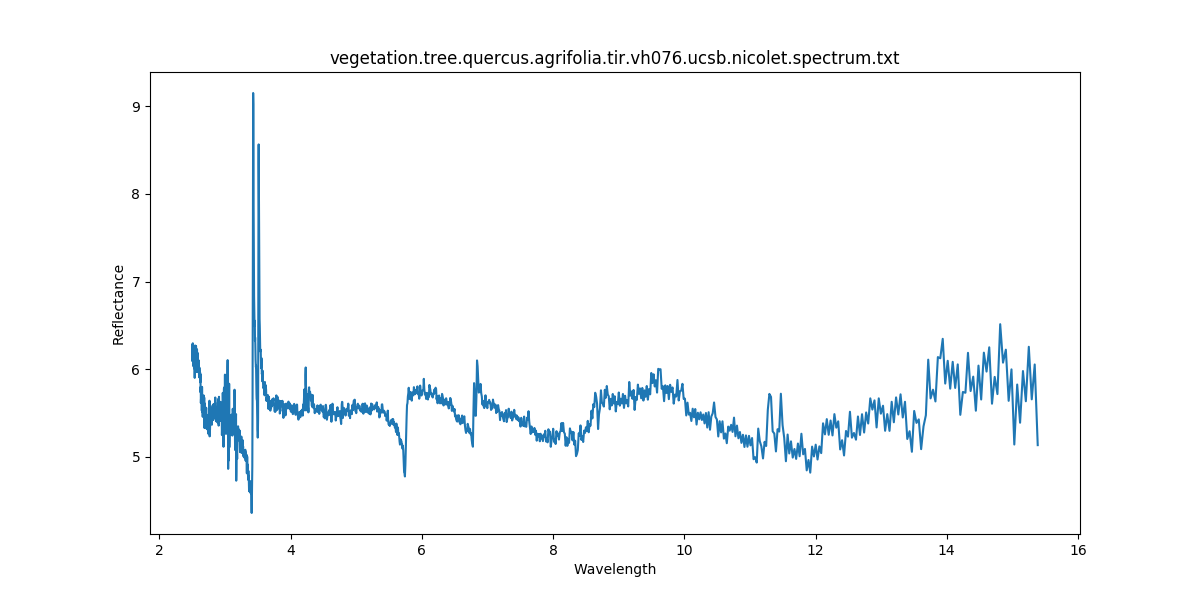 vegetation.tree.quercus.agrifolia.tir.vh076.ucsb.nicolet.spectrum.txt
9
8
7
6
5
Reflectance
2 4 6 8 10 12 14 16
Wavelength